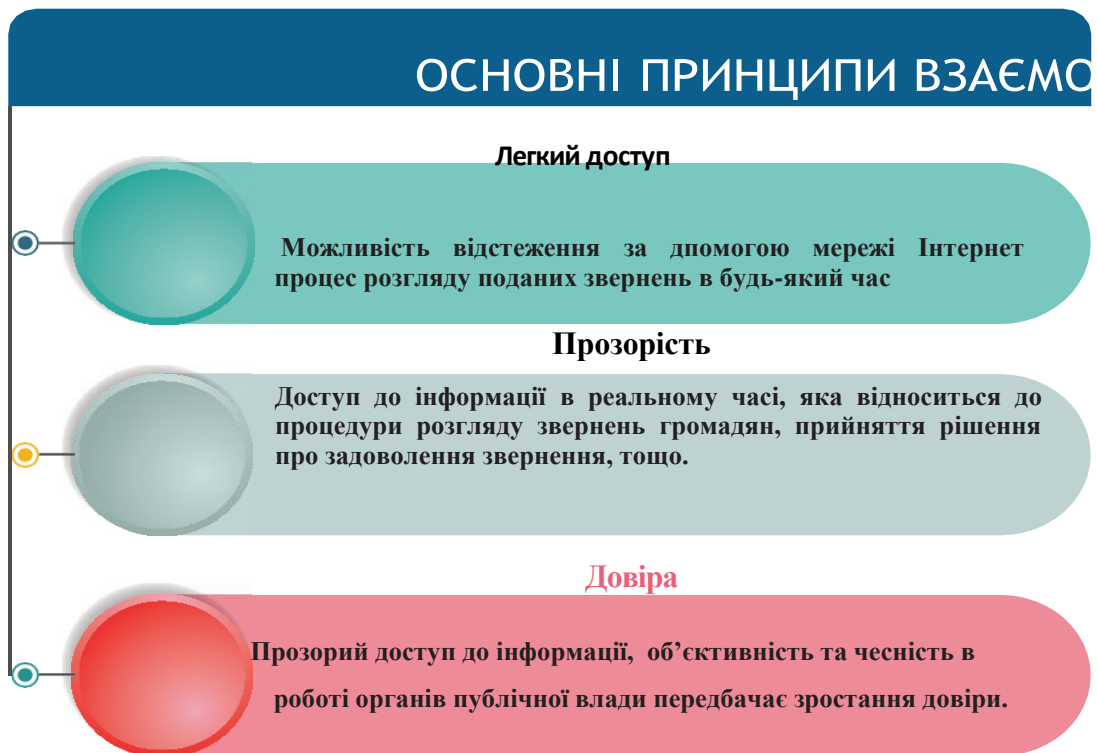 ОСНОВНІ ПРИНЦИПИ ВЗАЄМО
Легкий доступ
Можливість відстеження за дпомогою мережі Інтернет
процес розгляду поданих звернень в будь-який час
Прозорість
Доступ до інформації в реальному часі, яка відноситься до
процедури розгляду звернень громадян, прийняття рішення
про задоволення звернення, тощо.
Довіра
Прозорий доступ до інформації, об’єктивність та чесність в
роботі органів публічної влади передбачає зростання довіри.